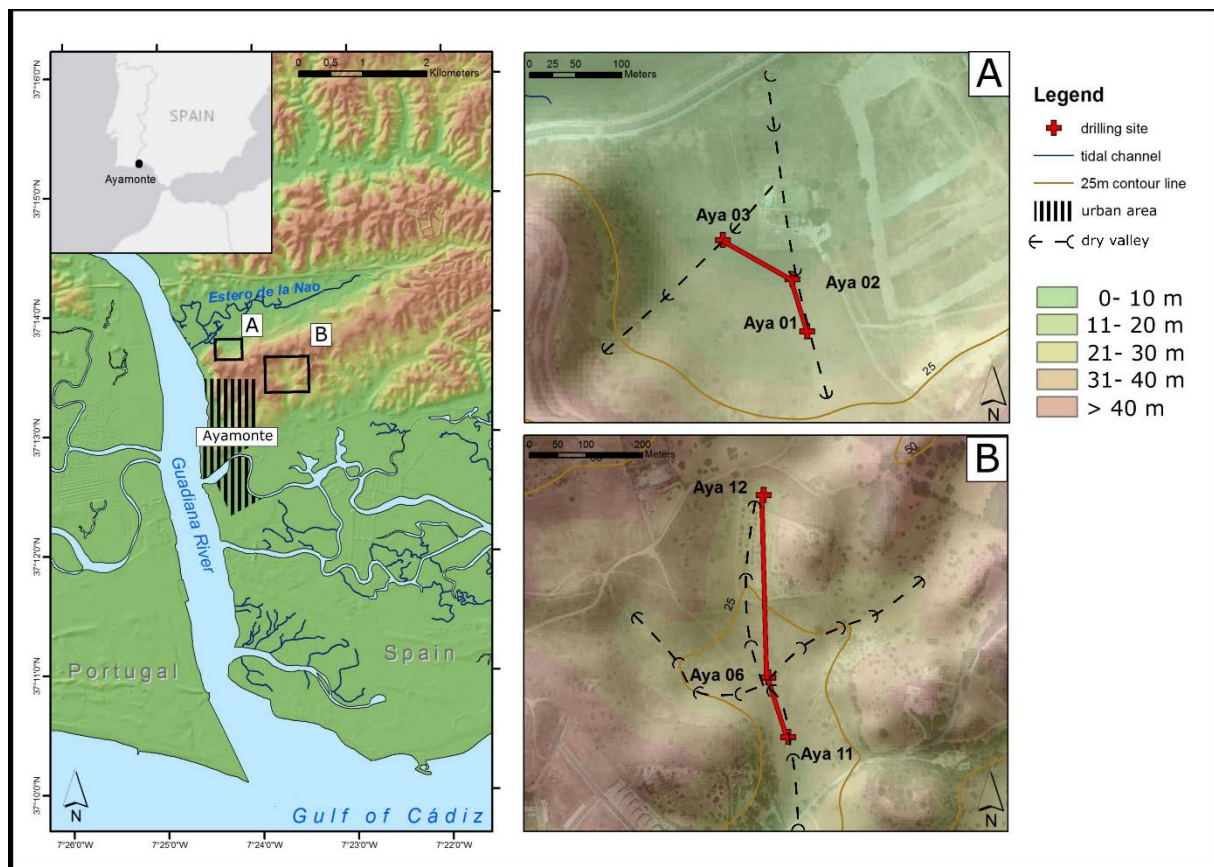 SPAIN
Ayamonte
0 0,5 1 2
Kilometers
37°16'0"N
37°15'0"N
37°14'0"N
37°13'0"N
37°12'0"N
37°11'0"N
37°10'0"N
Estero de la Nao
A
B
Ayamonte
Guadiana River
Portugal
Spain
Gulf of Cádiz
N
7°26'0"W 7°25'0"W 7°24'0"W 7°23'0"W 7°22'0"W
0 25 50 100
Meters
A
Aya 03
Aya 02
Aya 01
25
N
0 50 100 200
Meters
B
50
Aya 12
25
Aya 06
Aya 11
N
Legend
drilling site
tidal channel
25m contour line
urban area
dry valley
0- 10 m
11- 20 m
21- 30 m
31- 40 m
> 40 m